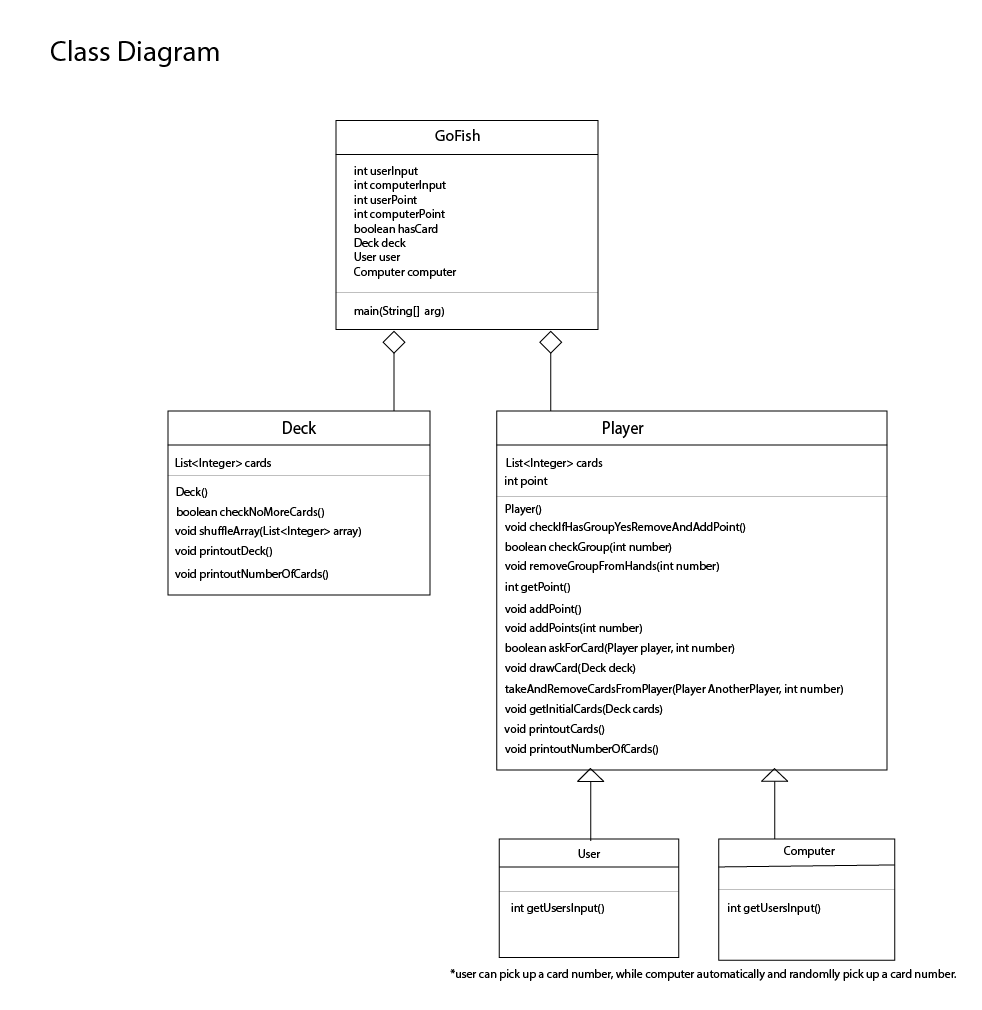 Class Diagram
GoFish
int userInput
int computerInput
int userPoint
int computerPoint
boolean hasCard
Deck deck
User user
Computer computer
main(String[] arg)
Deck
List<Integer> cards
Deck()
boolean checkNoMoreCards()
void shuffleArray(List<Integer> array)
void printoutDeck()
void printoutNumberOfCards()
Player
List<Integer> cards
int point
Player()
void checkIfHasGroupYesRemoveAndAddPoint()
boolean checkGroup(int number)
void removeGroupFromHands(int number)
int getPoint()
void addPoint()
void addPoints(int number)
boolean askForCard(Player player, int number)
void drawCard(Deck deck)
takeAndRemoveCardsFromPlayer(Player AnotherPlayer, int number)
void getInitialCards(Deck cards)
void printoutCards()
void printoutNumberOfCards()
User
int getUsersInput()
Computer
int getUsersInput()
*user can pick up a card number, while computer automatically and randomlly pick up a card number.